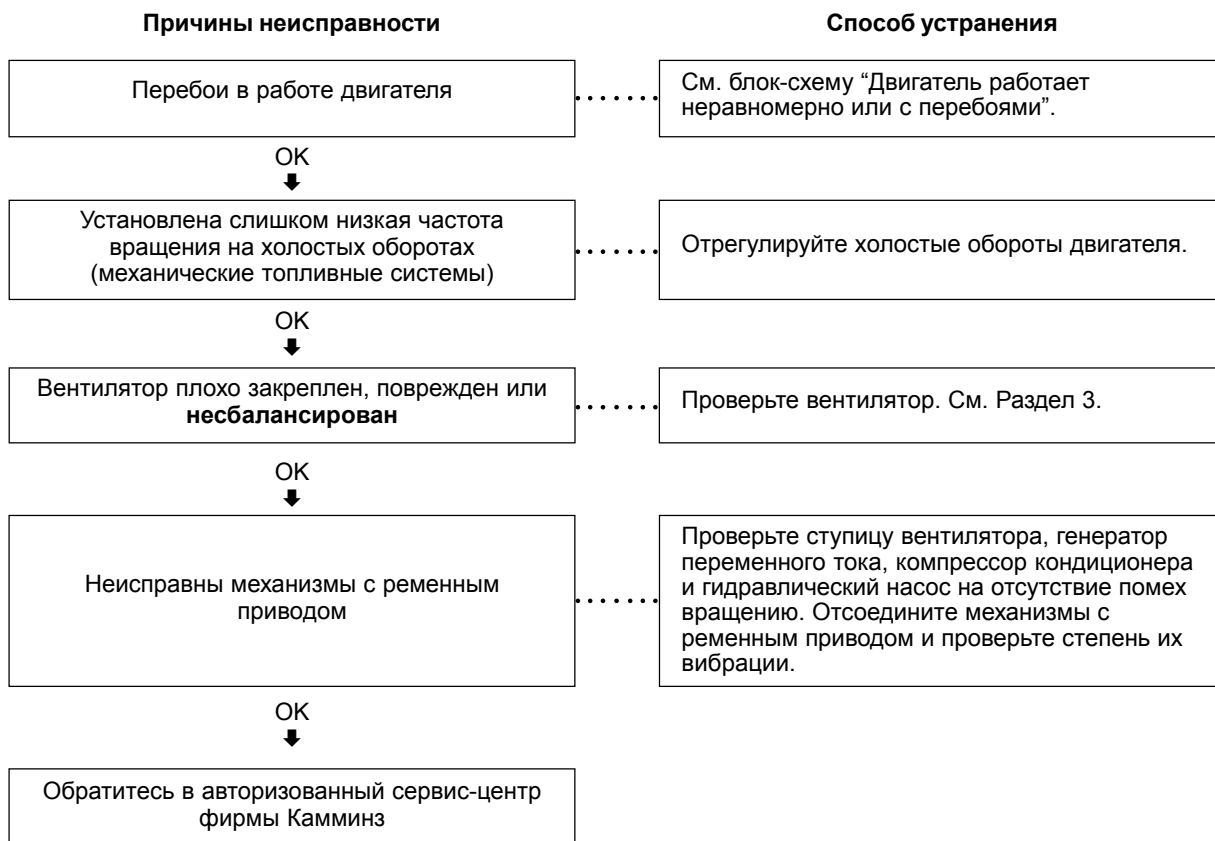 Причины неисправности
Способ устранения
Перебои в работе двигателя
См. блок-схему “Двигатель работает
неравномерно или с перебоями”.
OK
Установлена слишком низкая частота
вращения на холостых оборотах
(механические топливные системы)
Отрегулируйте холостые обороты двигателя.
OK
Вентилятор плохо закреплен, поврежден или
несбалансирован
Проверьте вентилятор. См. Раздел 3.
OK
Неисправны механизмы с ременным
приводом
Проверьте ступицу вентилятора, генератор
переменного тока, компрессор кондиционера
и гидравлический насос на отсутствие помех
вращению. Отсоедините механизмы с
ременным приводом и проверьте степень их
вибрации.
OK
Обратитесь в авторизованный сервис-центр
фирмы Камминз